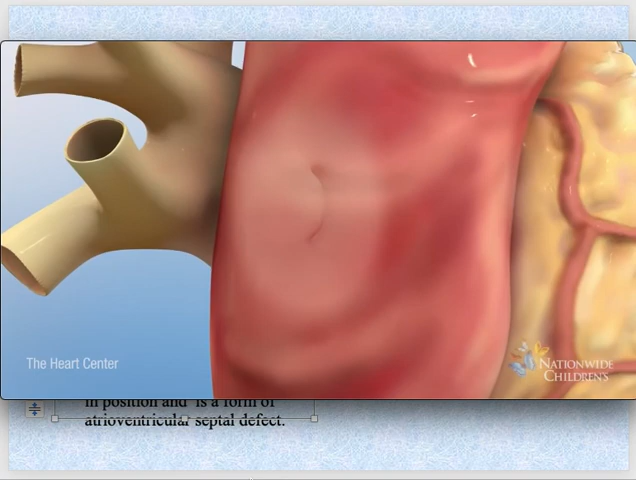 The Heart Center
NATIONWIDE
CHILDREN'S
in position and is a form of
atrioventricular septal defect.